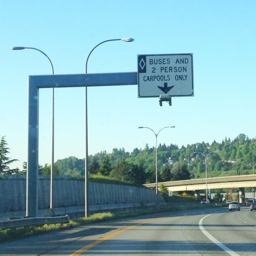 BUSES AND
2 PERSON
CARPOOLS ONLY